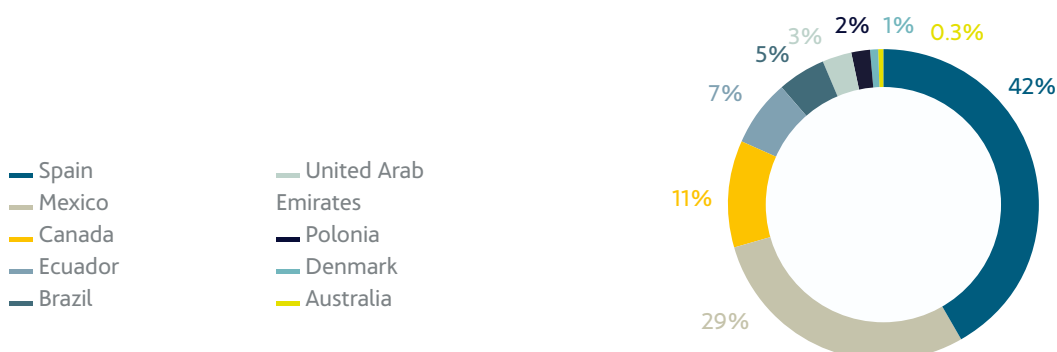 Spain
Mexico
Canada
Ecuador
Brazil
United Arab
Emirates
Polonia
Denmark
Australia
42%
29%
11%
7%
5%
3%
2%
1%
0.3%